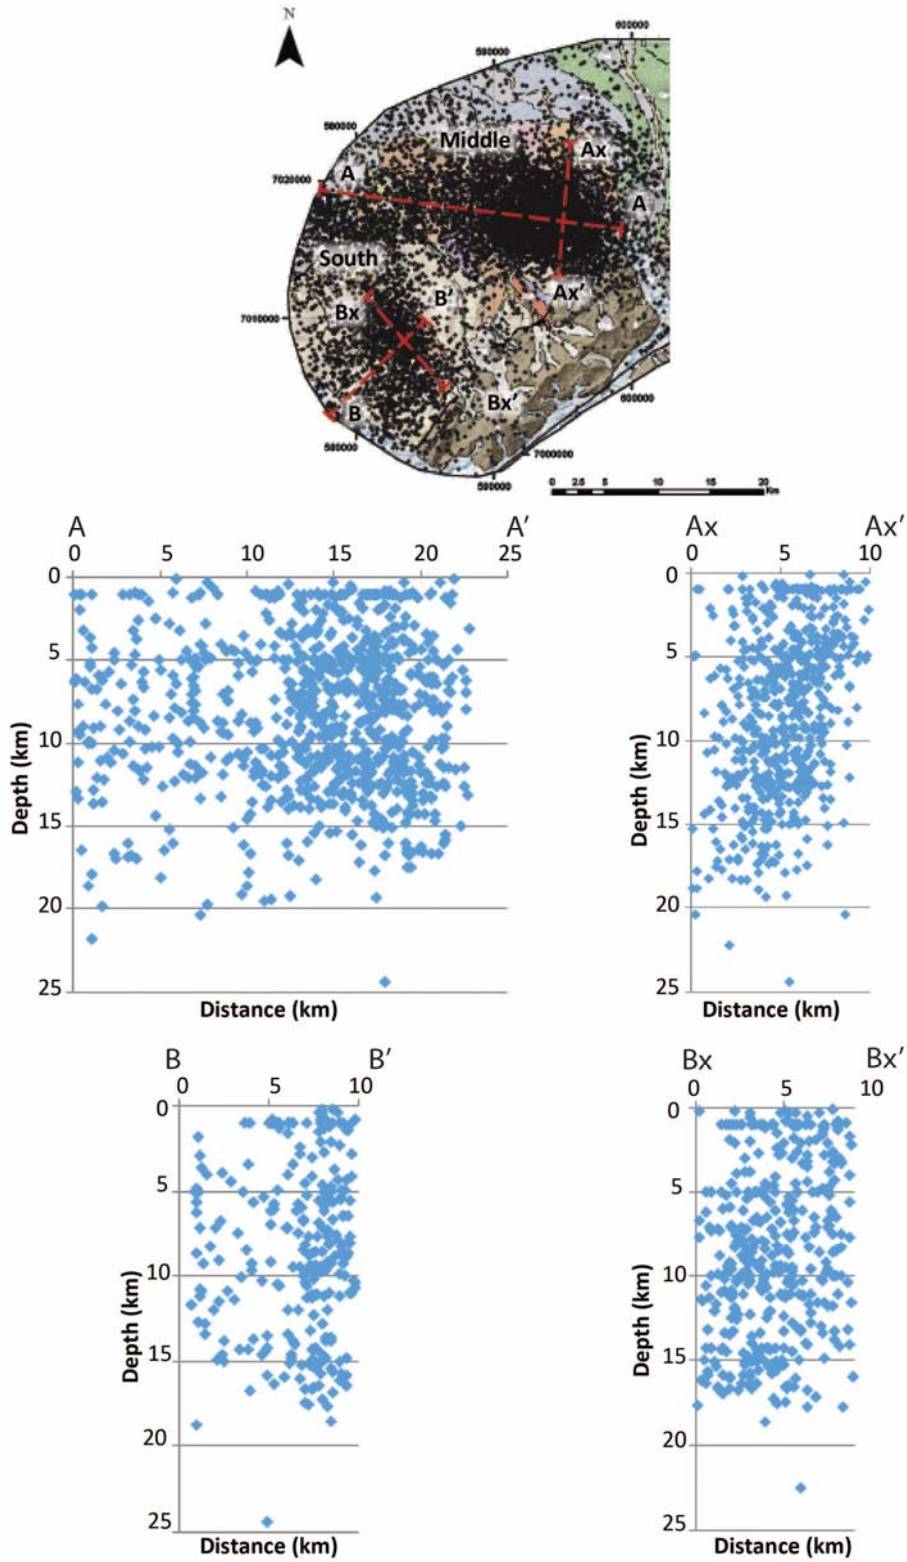 N
600000
590000
Middle
580000
Ax
A
7020000
A
South
Ax'
B'
Bx
7010000
Bx'
600000
B
580000
7000000
590000
0 2.5 5 10 15 20
Km
A A' Ax Ax'
0 5 10 15 20 25 0 5 10
0 0
5 5
10 10
15 15
20 20
25 25
Depth (km) Depth (km)
Distance (km) Distance (km)
B B' Bx Bx'
0 5 10 0 5 10
0 0
5 5
10 10
15 15
20 20
25 25
Depth (km) Depth (km)
Distance (km) Distance (km)